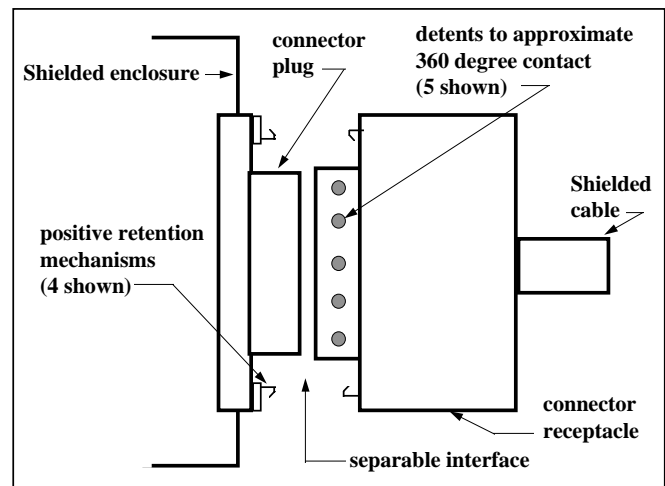 connector
plug
detents to approximate
360 degree contact
(5 shown)
Shielded enclosure
Shielded
cable
positive retention
mechanisms
(4 shown)
connector
receptacle
separable interface